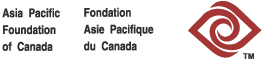 Asia Pacific
Foundation
of Canada
Fondation
Asie Pacifique
du Canada
TM